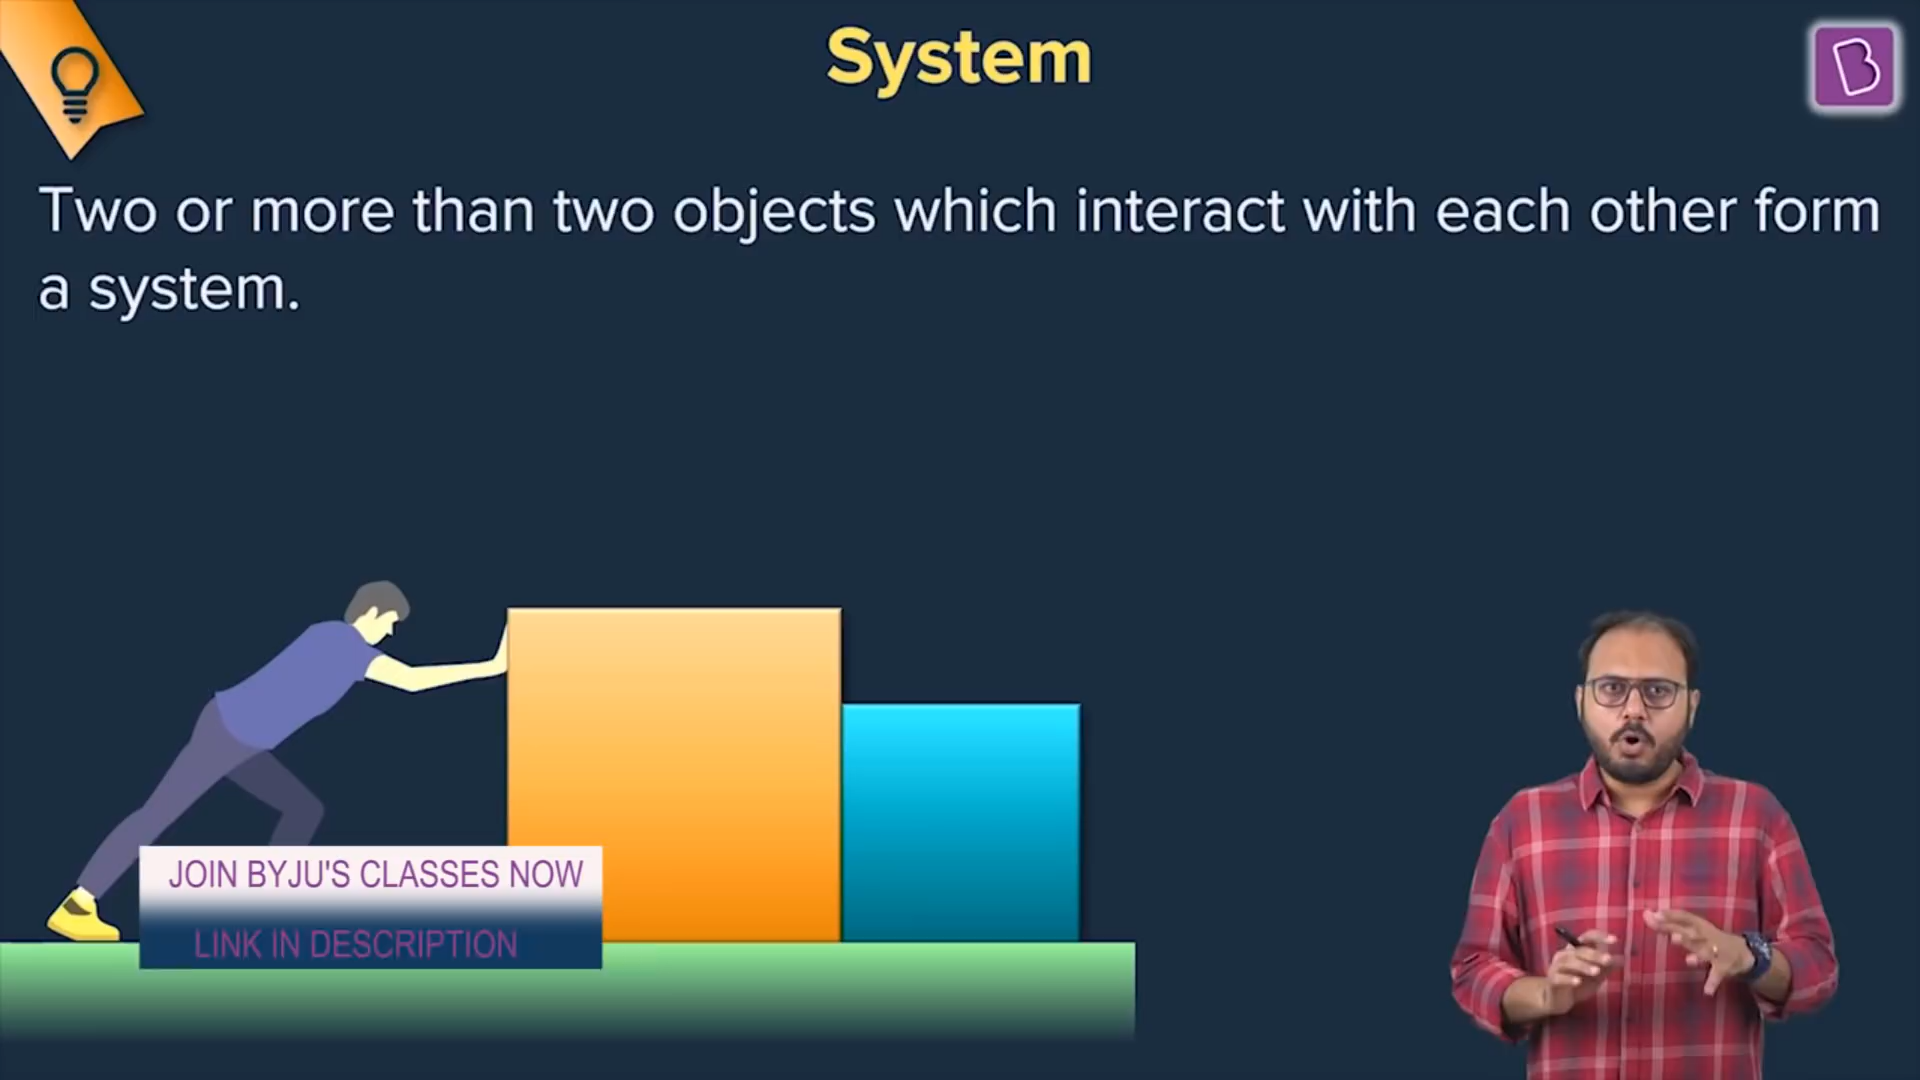 System
Two or more than two objects which interact with each other form
a system.
JOIN BYJU'S CLASSES NOW
LINK IN DESCRIPTION